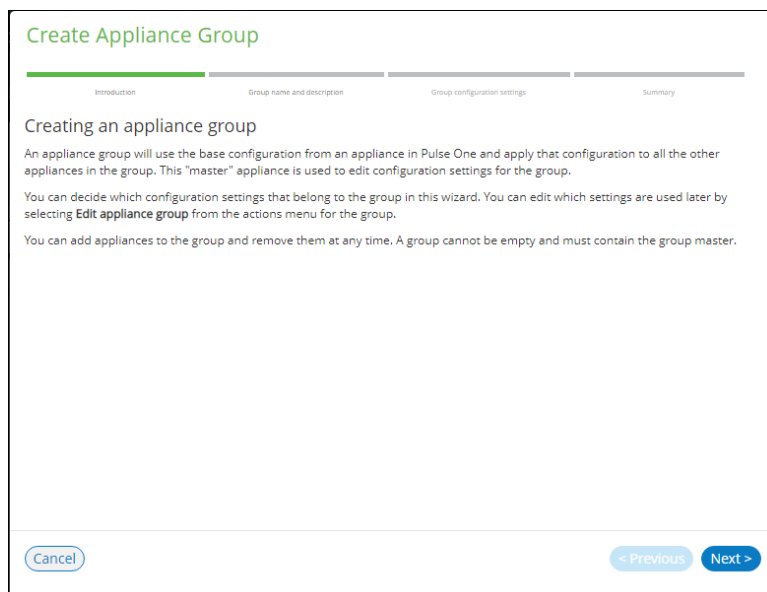 Create Appliance Group
Introduction
Group name and description
Group configuration settings
Summary
Creating an appliance group
An appliance group will use the base configuration from an appliance in Pulse One and apply that configuration to all the other
appliances in the group. This "master" appliance is used to edit configuration settings for the group.
You can decide which configuration settings that belong to the group in this wizard. You can edit which settings are used later by
selecting Edit appliance group from the actions menu for the group.
You can add appliances to the group and remove them at any time. A group cannot be empty and must contain the group master.
Cancel
< Previous
Next >